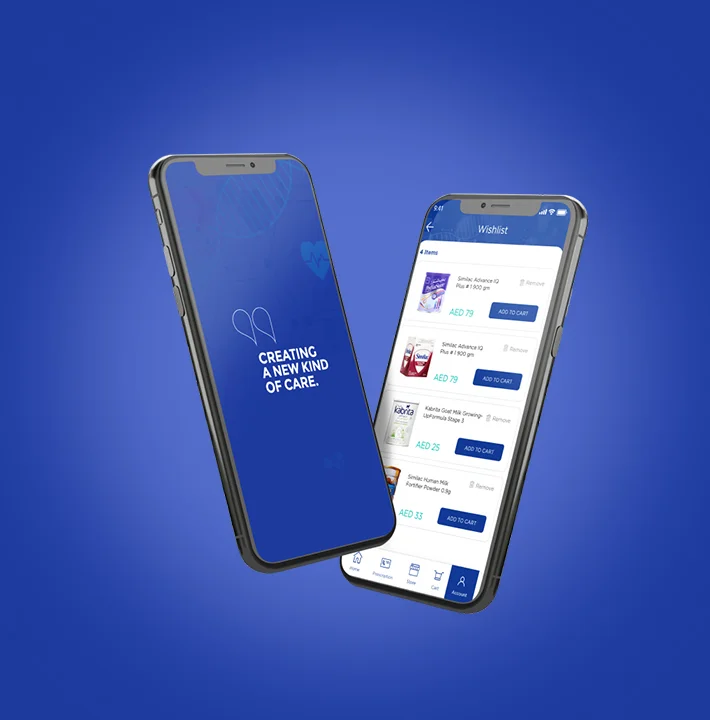 CREATING
A NEW KIND
OF CARE.
9:41
Wishlist
4 Items
Similac Advance IQ
Plus # 1 900 gm
Remove
AED 79
ADD TO CART
Similac Advance IQ
Plus # 1 900 gm
Remove
Similac
AED 79
ADD TO CART
Kabrita Goat Milk Growing-
UpFormula Stage 3
Remove
kabrita
AED 25
ADD TO CART
Similac Human Milk
Fortifier Powder 0.9g
Remove
AED 33
ADD TO CART
Home
Prescription
Store
Cart
Account